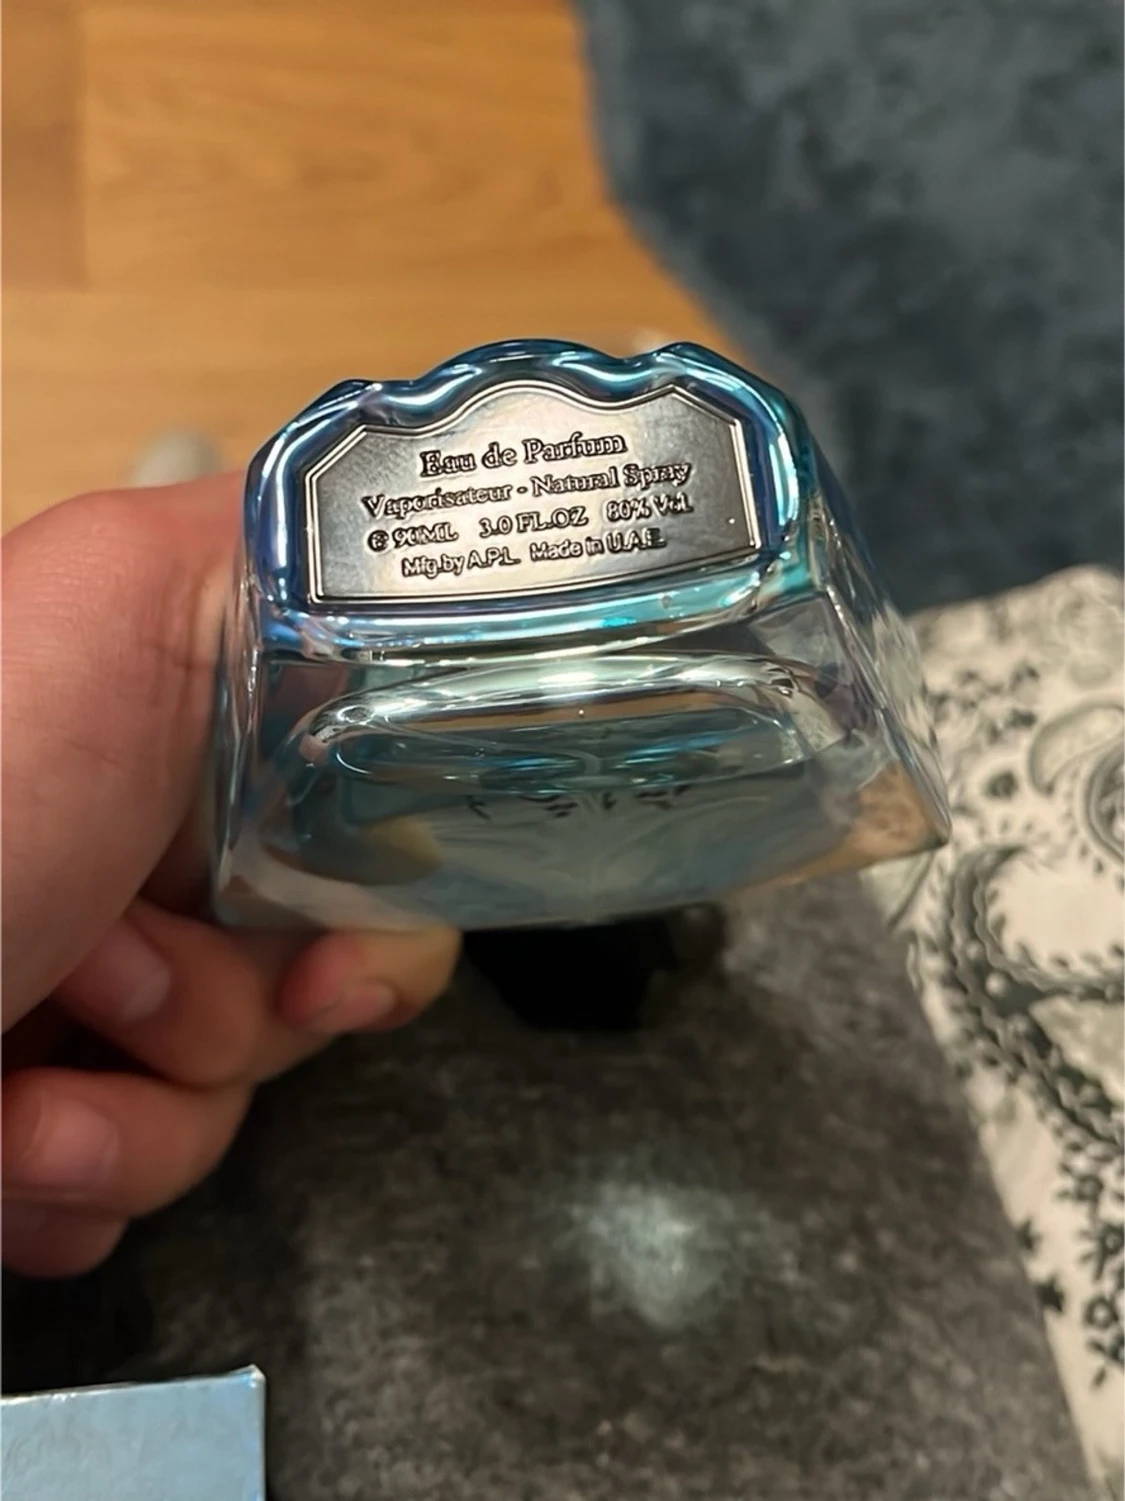 Eau de Parfum
Vaporisateur - Natural Spray
℮ 90ML 3.0 FL.OZ 80% Vol.
Mfg.by A.P.L. Made in U.A.E.